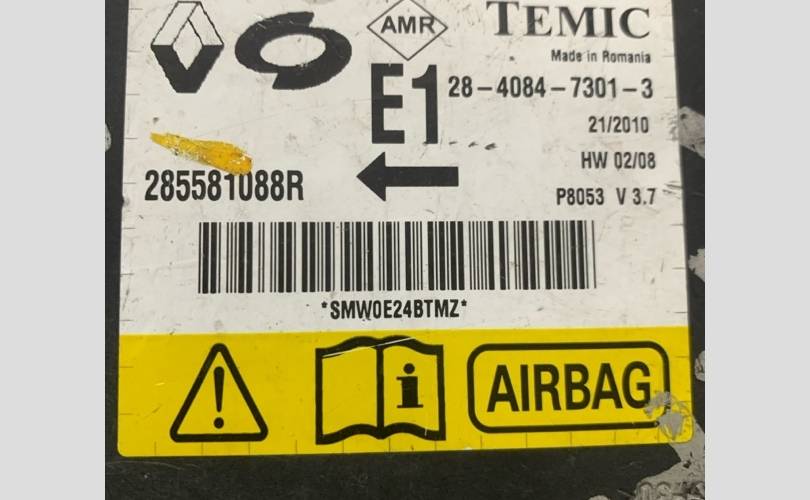 AMR
TEMIC
Made in Romania
E1
28-4084-7301-3
21/2010
HW 02/08
285581088R
P8053 V 3.7
*SMW0E24BTMZ*
i
AIRBAG